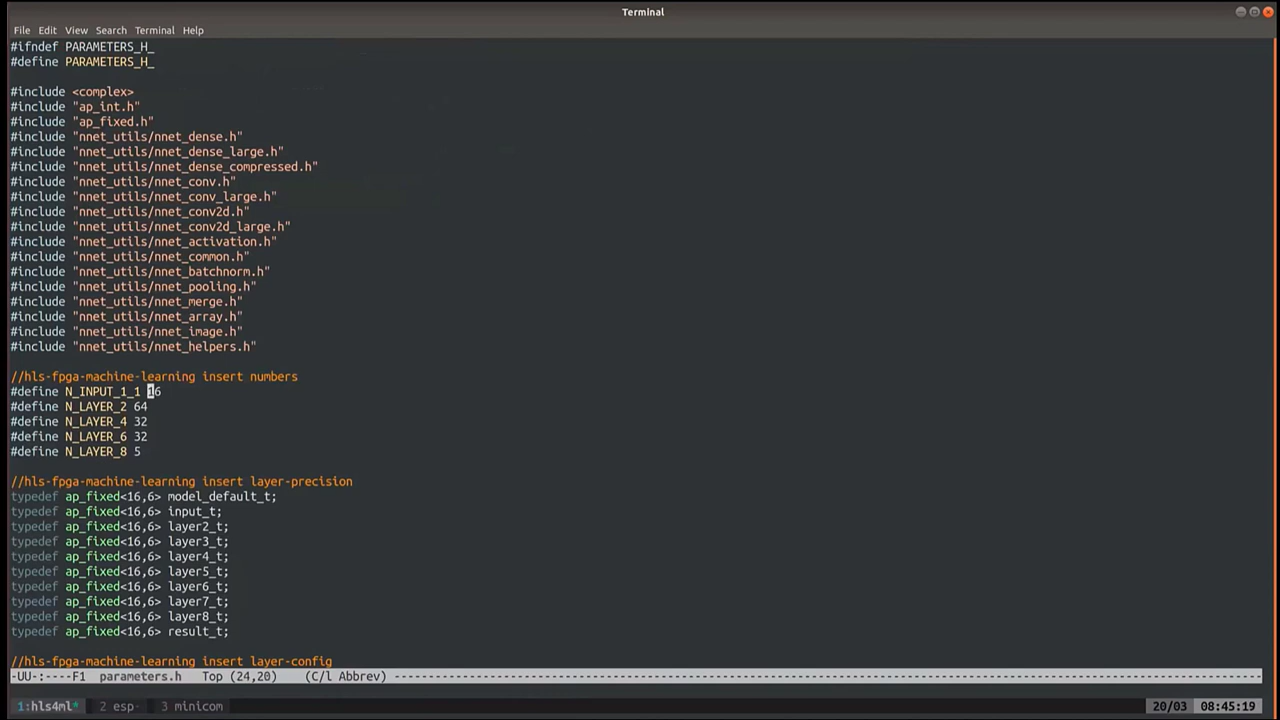 Terminal
File Edit View Search Terminal Help
#ifndef PARAMETERS_H_
#define PARAMETERS_H_
#include <complex>
#include "ap_int.h"
#include "ap_fixed.h"
#include "nnet_utils/nnet_dense.h"
#include "nnet_utils/nnet_dense_large.h"
#include "nnet_utils/nnet_dense_compressed.h"
#include "nnet_utils/nnet_conv.h"
#include "nnet_utils/nnet_conv_large.h"
#include "nnet_utils/nnet_conv2d.h"
#include "nnet_utils/nnet_conv2d_large.h"
#include "nnet_utils/nnet_activation.h"
#include "nnet_utils/nnet_common.h"
#include "nnet_utils/nnet_batchnorm.h"
#include "nnet_utils/nnet_pooling.h"
#include "nnet_utils/nnet_merge.h"
#include "nnet_utils/nnet_array.h"
#include "nnet_utils/nnet_image.h"
#include "nnet_utils/nnet_helpers.h"
//hls-fpga-machine-learning insert numbers
#define N_INPUT_1_1 16
#define N_LAYER_2 64
#define N_LAYER_4 32
#define N_LAYER_6 32
#define N_LAYER_8 5
//hls-fpga-machine-learning insert layer-precision
typedef ap_fixed<16,6> model_default_t;
typedef ap_fixed<16,6> input_t;
typedef ap_fixed<16,6> layer2_t;
typedef ap_fixed<16,6> layer3_t;
typedef ap_fixed<16,6> layer4_t;
typedef ap_fixed<16,6> layer5_t;
typedef ap_fixed<16,6> layer6_t;
typedef ap_fixed<16,6> layer7_t;
typedef ap_fixed<16,6> layer8_t;
typedef ap_fixed<16,6> result_t;
//hls-fpga-machine-learning insert layer-config
-UU-:----F1 parameters.h Top (24,20) (C/l Abbrev) --------------------------------------------------------------------------------
1:hls4ml* 2 esp- 3 minicom 20/03 08:45:19